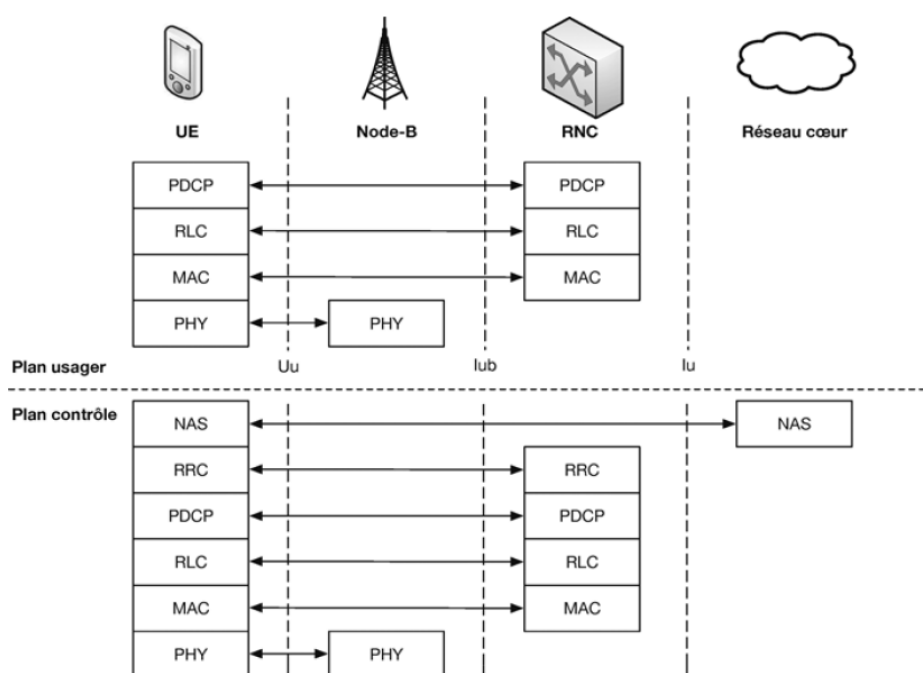 UE Node-B RNC Réseau cœur
PDCP PDCP
RLC RLC
MAC MAC
PHY PHY
Plan usager Uu Iub Iu
Plan contrôle
NAS NAS
RRC RRC
PDCP PDCP
RLC RLC
MAC MAC
PHY PHY